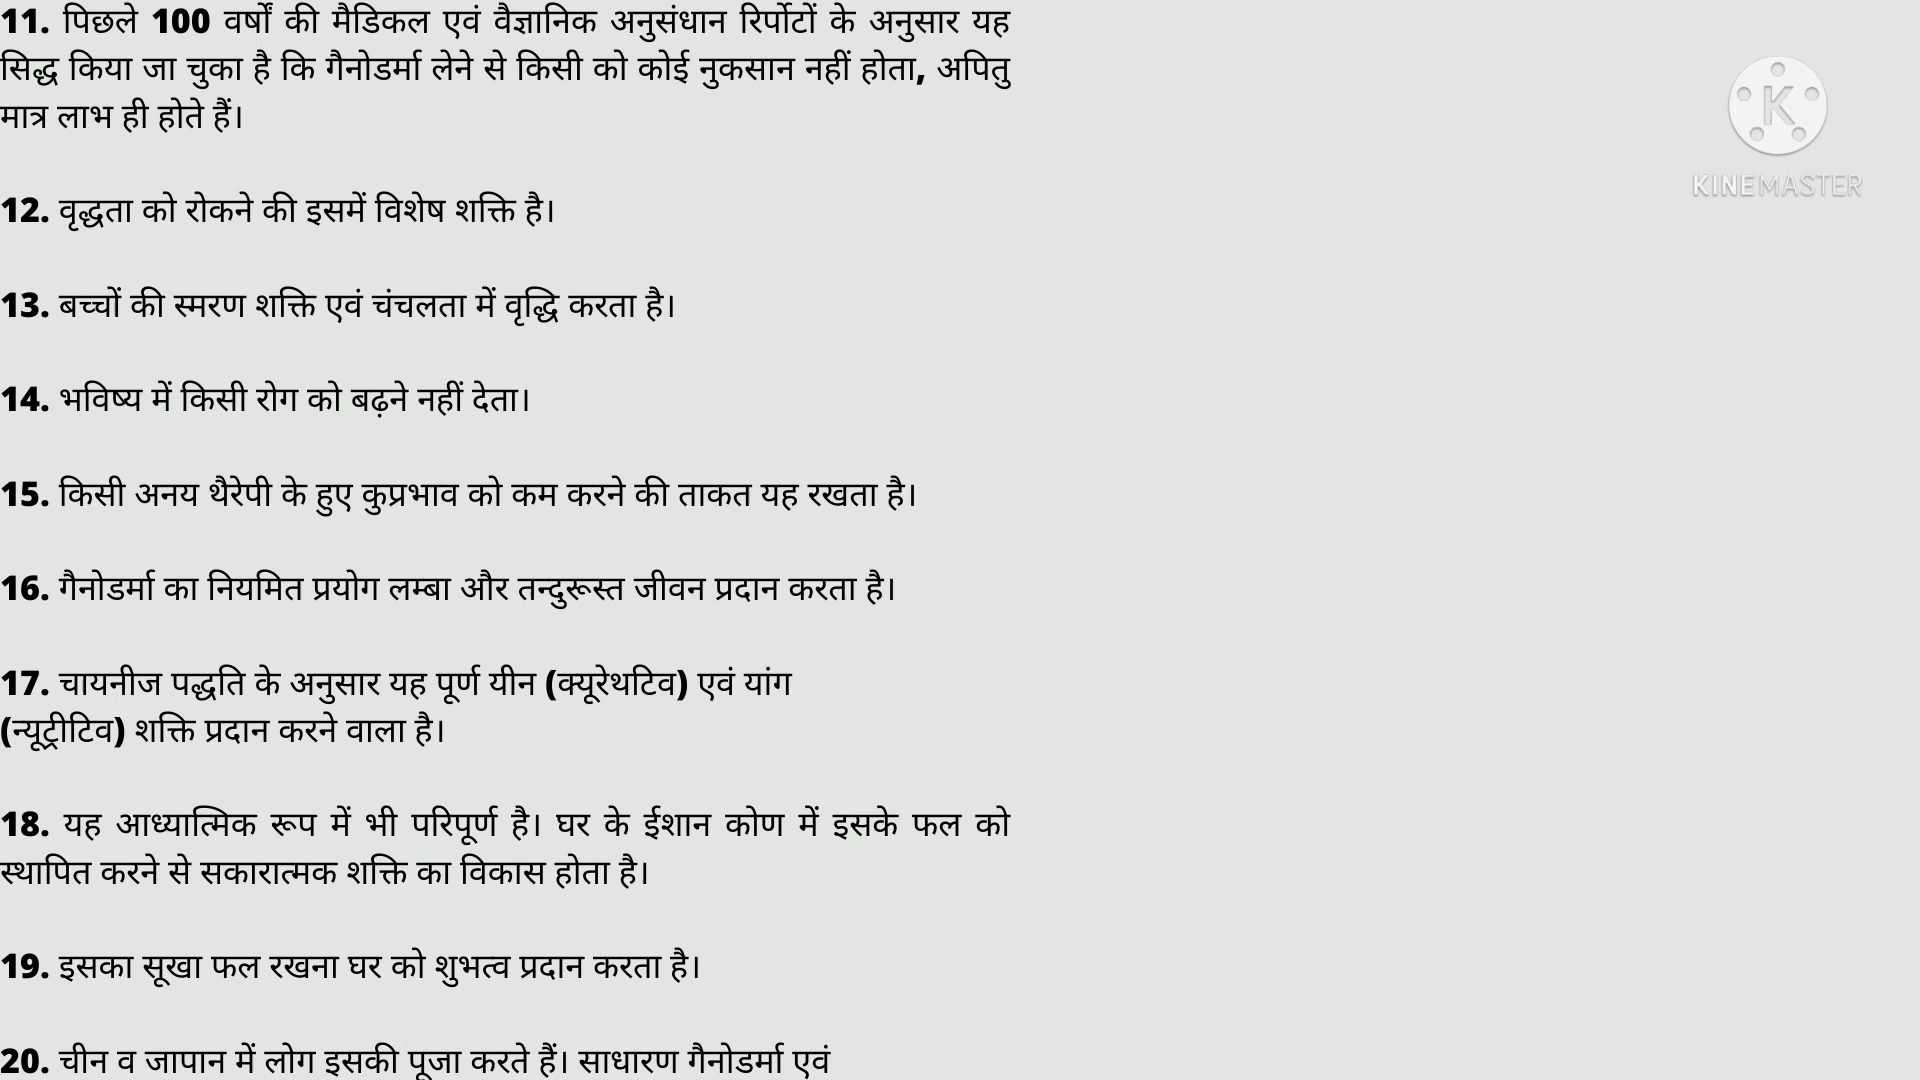 11. पिछले 100 वर्षों की मैडिकल एवं वैज्ञानिक अनुसंधान रिर्पोटों के अनुसार यह
सिद्ध किया जा चुका है कि गैनोडर्मा लेने से किसी को कोई नुकसान नहीं होता, अपितु
मात्र लाभ ही होते हैं।
12. वृद्धता को रोकने की इसमें विशेष शक्ति है।
13. बच्चों की स्मरण शक्ति एवं चंचलता में वृद्धि करता है।
14. भविष्य में किसी रोग को बढ़ने नहीं देता।
15. किसी अनय थैरेपी के हुए कुप्रभाव को कम करने की ताकत यह रखता है।
16. गैनोडर्मा का नियमित प्रयोग लम्बा और तन्दुरूस्त जीवन प्रदान करता है।
17. चायनीज पद्धति के अनुसार यह पूर्ण यीन (क्यूरेथटिव) एवं यांग
(न्यूट्रीटिव) शक्ति प्रदान करने वाला है।
18. यह आध्यात्मिक रूप में भी परिपूर्ण है। घर के ईशान कोण में इसके फल को
स्थापित करने से सकारात्मक शक्ति का विकास होता है।
19. इसका सूखा फल रखना घर को शुभत्व प्रदान करता है।
20. चीन व जापान में लोग इसकी पूजा करते हैं। साधारण गैनोडर्मा एवं
K
KINEMASTER